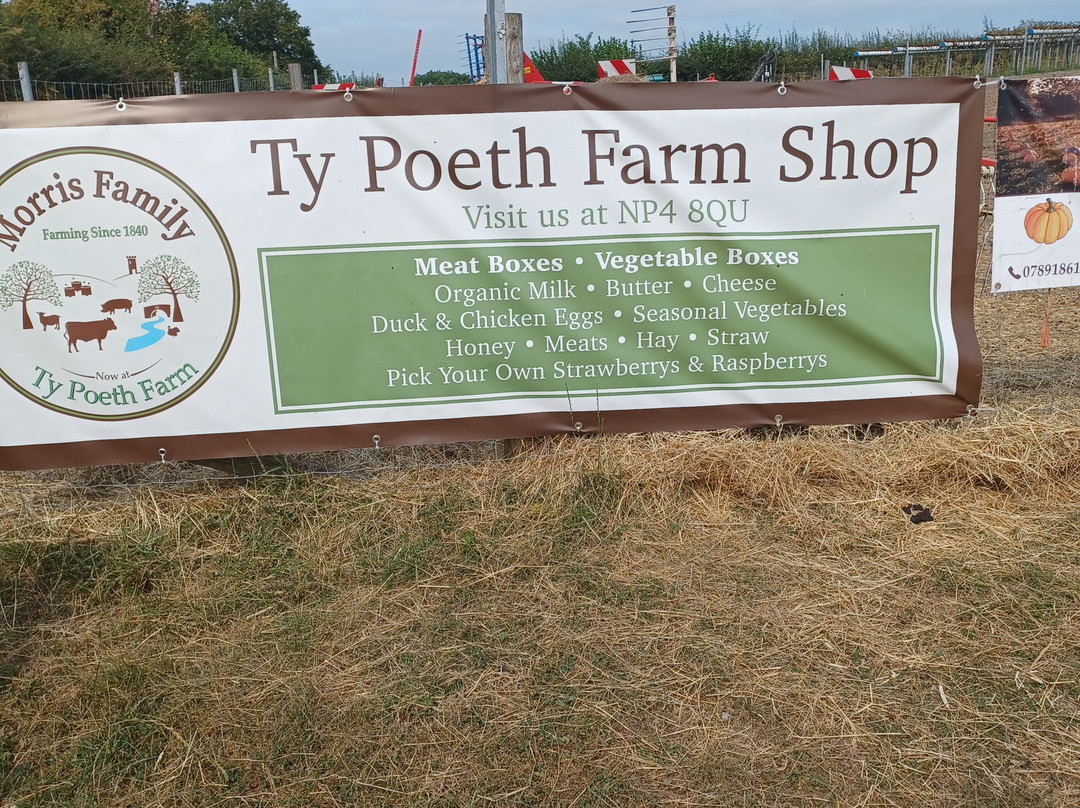 Morris Family
Farming Since 1840
Now at
Ty Poeth Farm
Ty Poeth Farm Shop
Visit us at NP4 8QU
Meat Boxes • Vegetable Boxes
Organic Milk • Butter • Cheese
Duck & Chicken Eggs • Seasonal Vegetables
Honey • Meats • Hay • Straw
Pick Your Own Strawberrys & Raspberrys
07891861